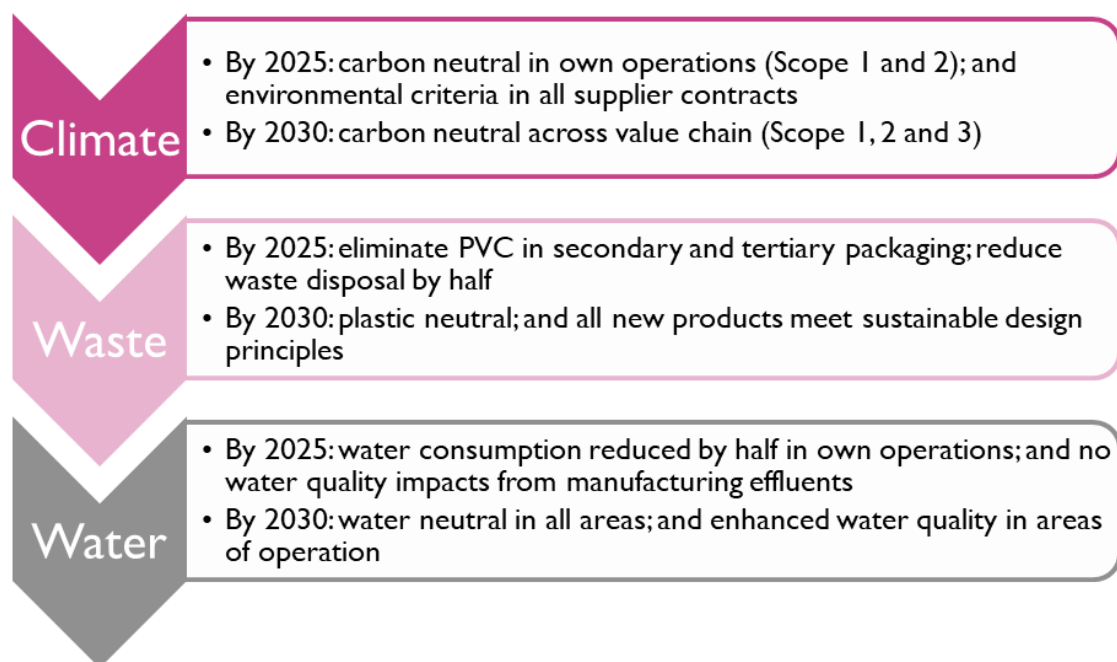 Climate
• By 2025: carbon neutral in own operations (Scope 1 and 2); and
environmental criteria in all supplier contracts
• By 2030: carbon neutral across value chain (Scope 1, 2 and 3)
Waste
• By 2025: eliminate PVC in secondary and tertiary packaging; reduce
waste disposal by half
• By 2030: plastic neutral; and all new products meet sustainable design
principles
Water
• By 2025: water consumption reduced by half in own operations; and no
water quality impacts from manufacturing effluents
• By 2030: water neutral in all areas; and enhanced water quality in areas
of operation